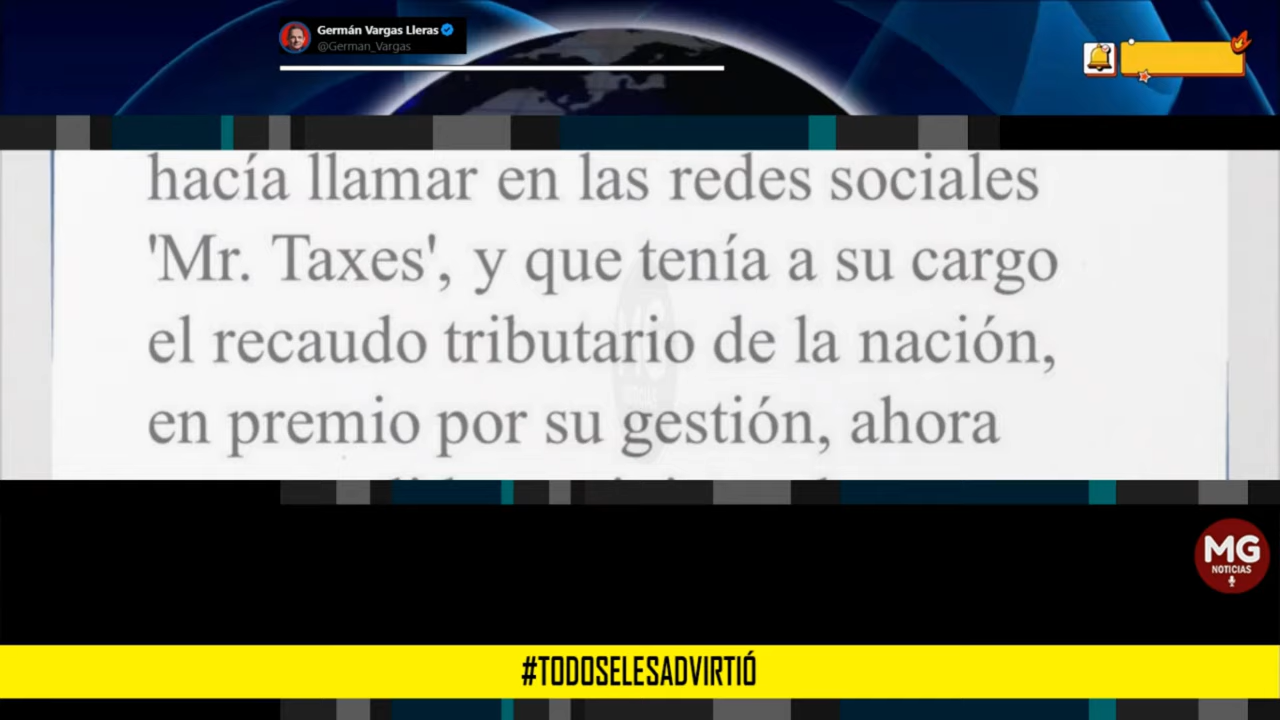 Germán Vargas Lleras
@German_Vargas
hacía llamar en las redes sociales
'Mr. Taxes', y que tenía a su cargo
el recaudo tributario de la nación,
en premio por su gestión, ahora
MG
NOTICIAS
#TODOSELESADVIRTIÓ